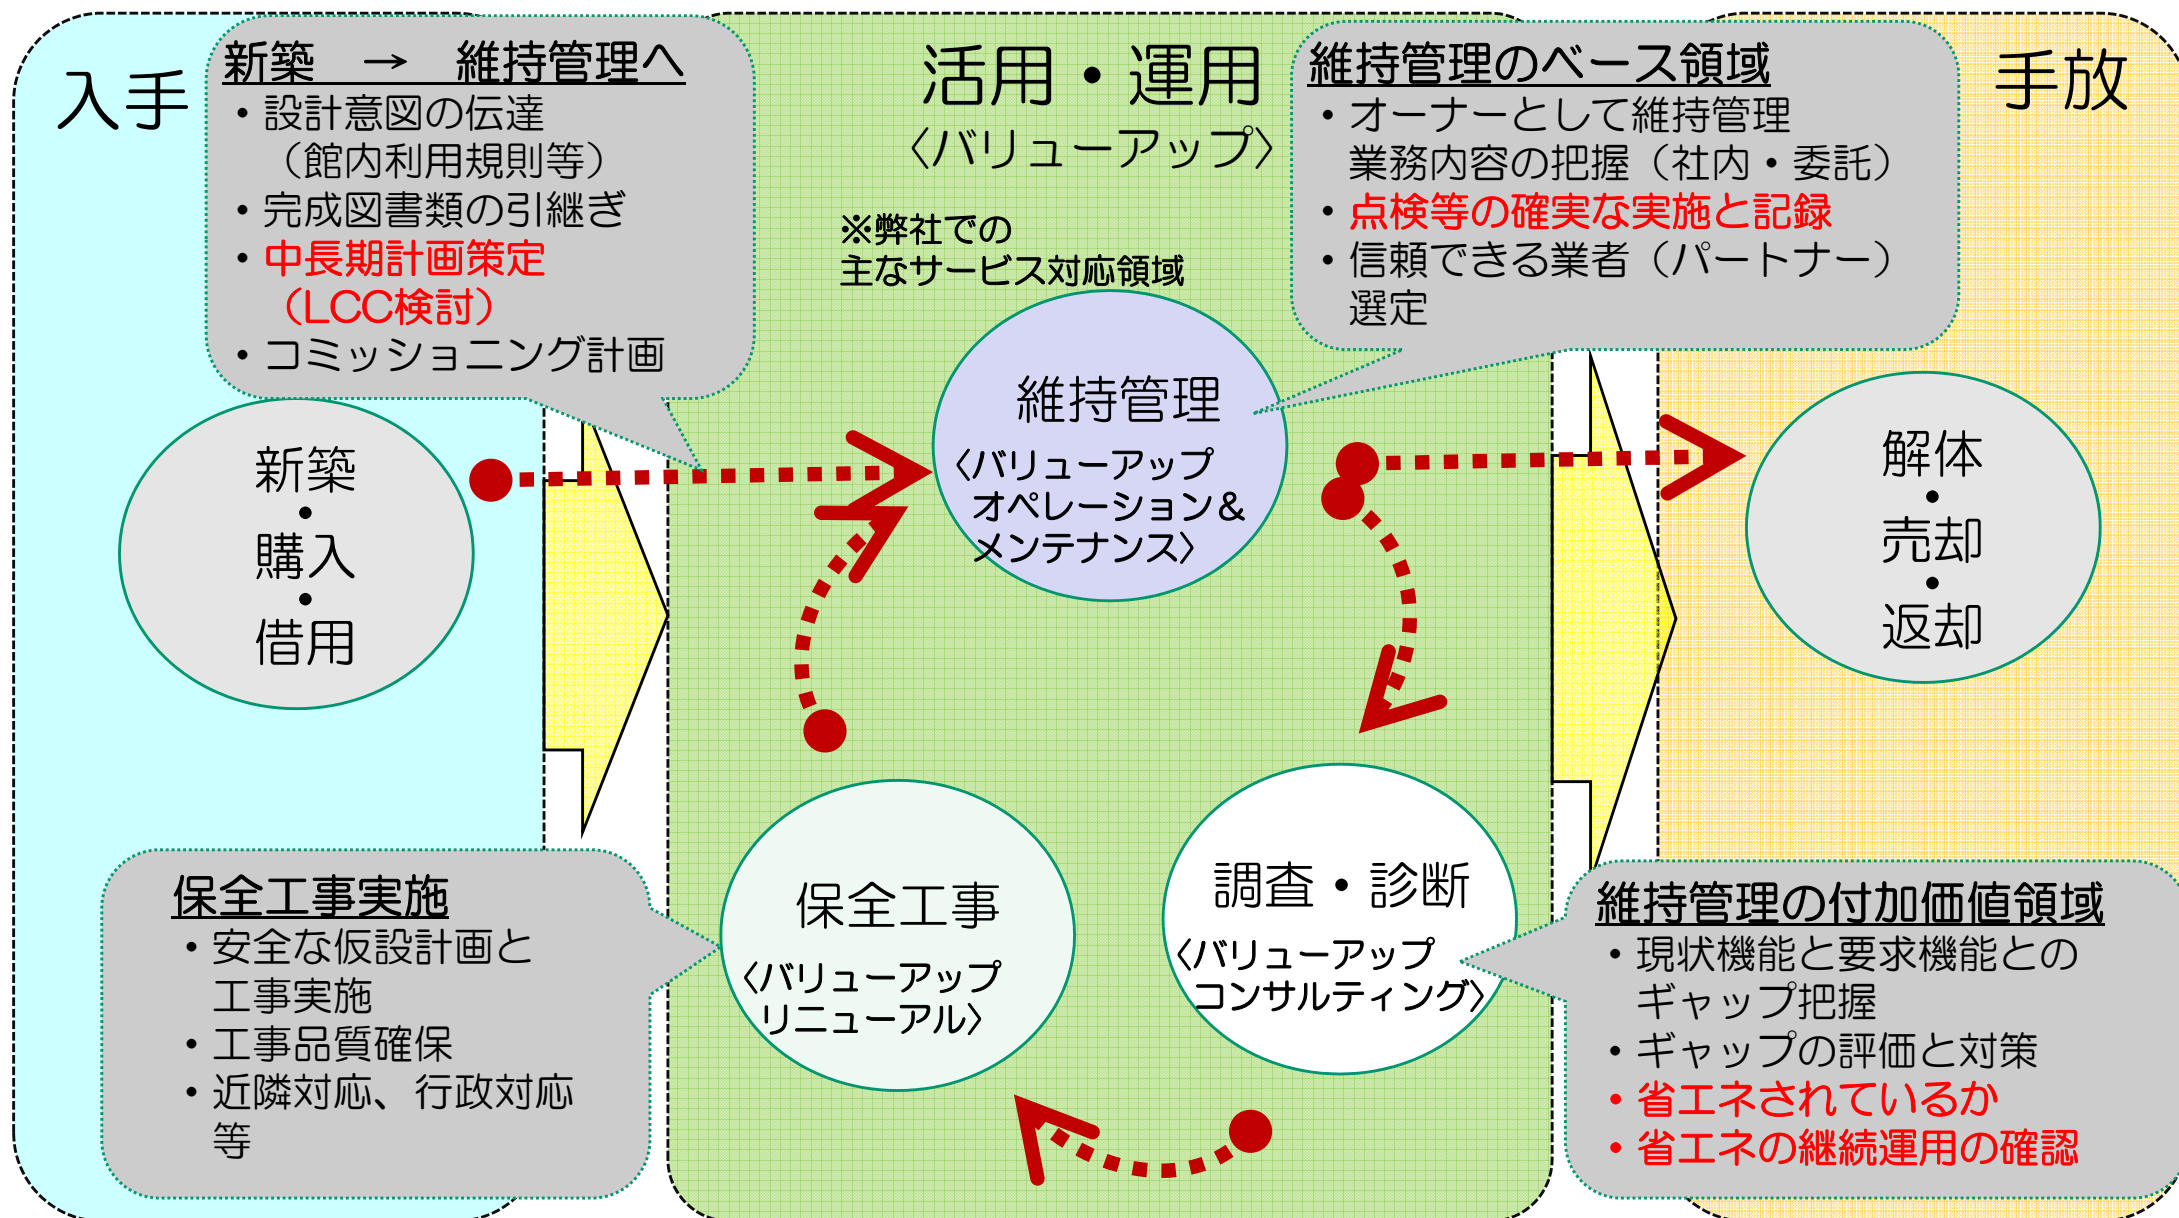 入手
新築　→　維持管理へ
・設計意図の伝達
（館内利用規則等）
・完成図書類の引継ぎ
・中長期計画策定
（LCC検討）
・コミッショニング計画
活用・運用
〈バリューアップ〉
※弊社での
主なサービス対応領域
維持管理のベース領域
・オーナーとして維持管理
業務内容の把握（社内・委託）
・点検等の確実な実施と記録
・信頼できる業者（パートナー）
選定
手放
新築
・
購入
・
借用
維持管理
〈バリューアップ
オペレーション＆
メンテナンス〉
解体
・
売却
・
返却
保全工事実施
・安全な仮設計画と
工事実施
・工事品質確保
・近隣対応、行政対応
等
保全工事
〈バリューアップ
リニューアル〉
調査・診断
〈バリューアップ
コンサルティング〉
維持管理の付加価値領域
・現状機能と要求機能との
ギャップ把握
・ギャップの評価と対策
・省エネされているか
・省エネの継続運用の確認